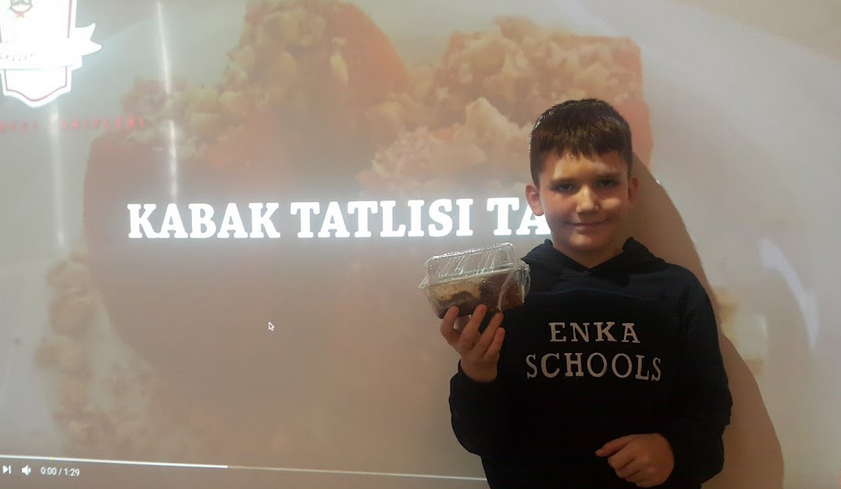 KABAK TATLISI TA
ENKA
SCHOOLS
0:00 / 1:29